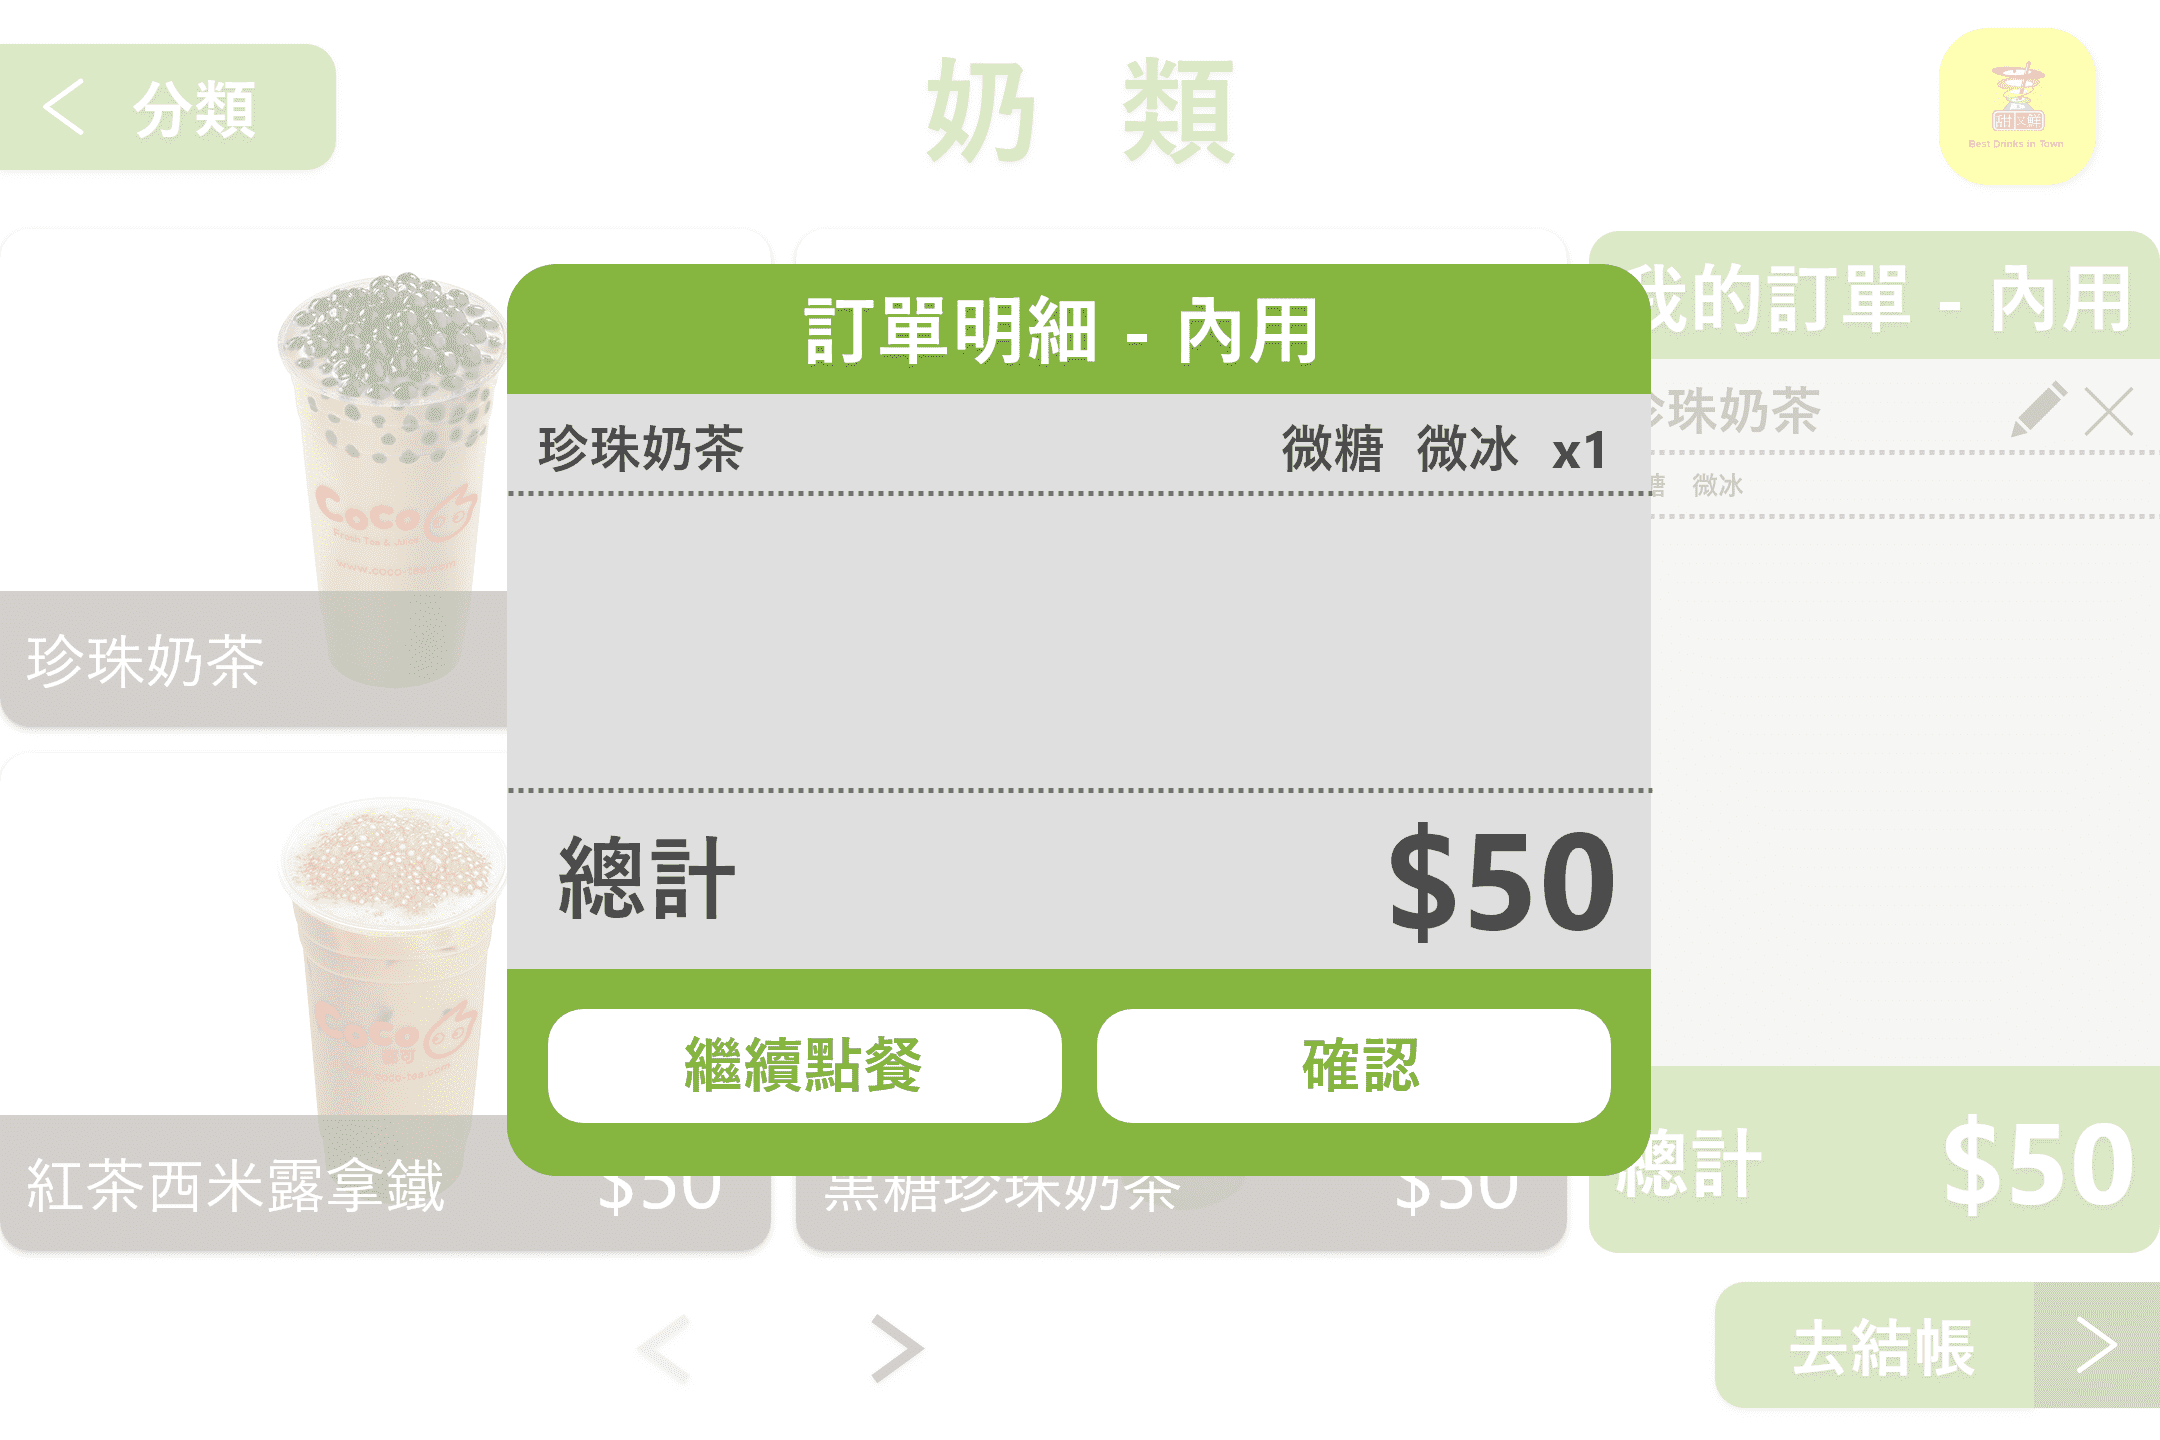 分類
奶 類
甜又鮮
Best Drinks in Town
我的訂單 - 內用
珍珠奶茶
糖 微冰
訂單明細 - 內用
珍珠奶茶 微糖 微冰 x1
總計 $50
繼續點餐 確認
CoCo
Fresh Tea & Juice
www.coco-tea.com
珍珠奶茶
CoCo
都可
www.coco-tea.com
紅茶西米露拿鐵 $50
黑糖珍珠奶茶 $50
總計 $50
去結帳